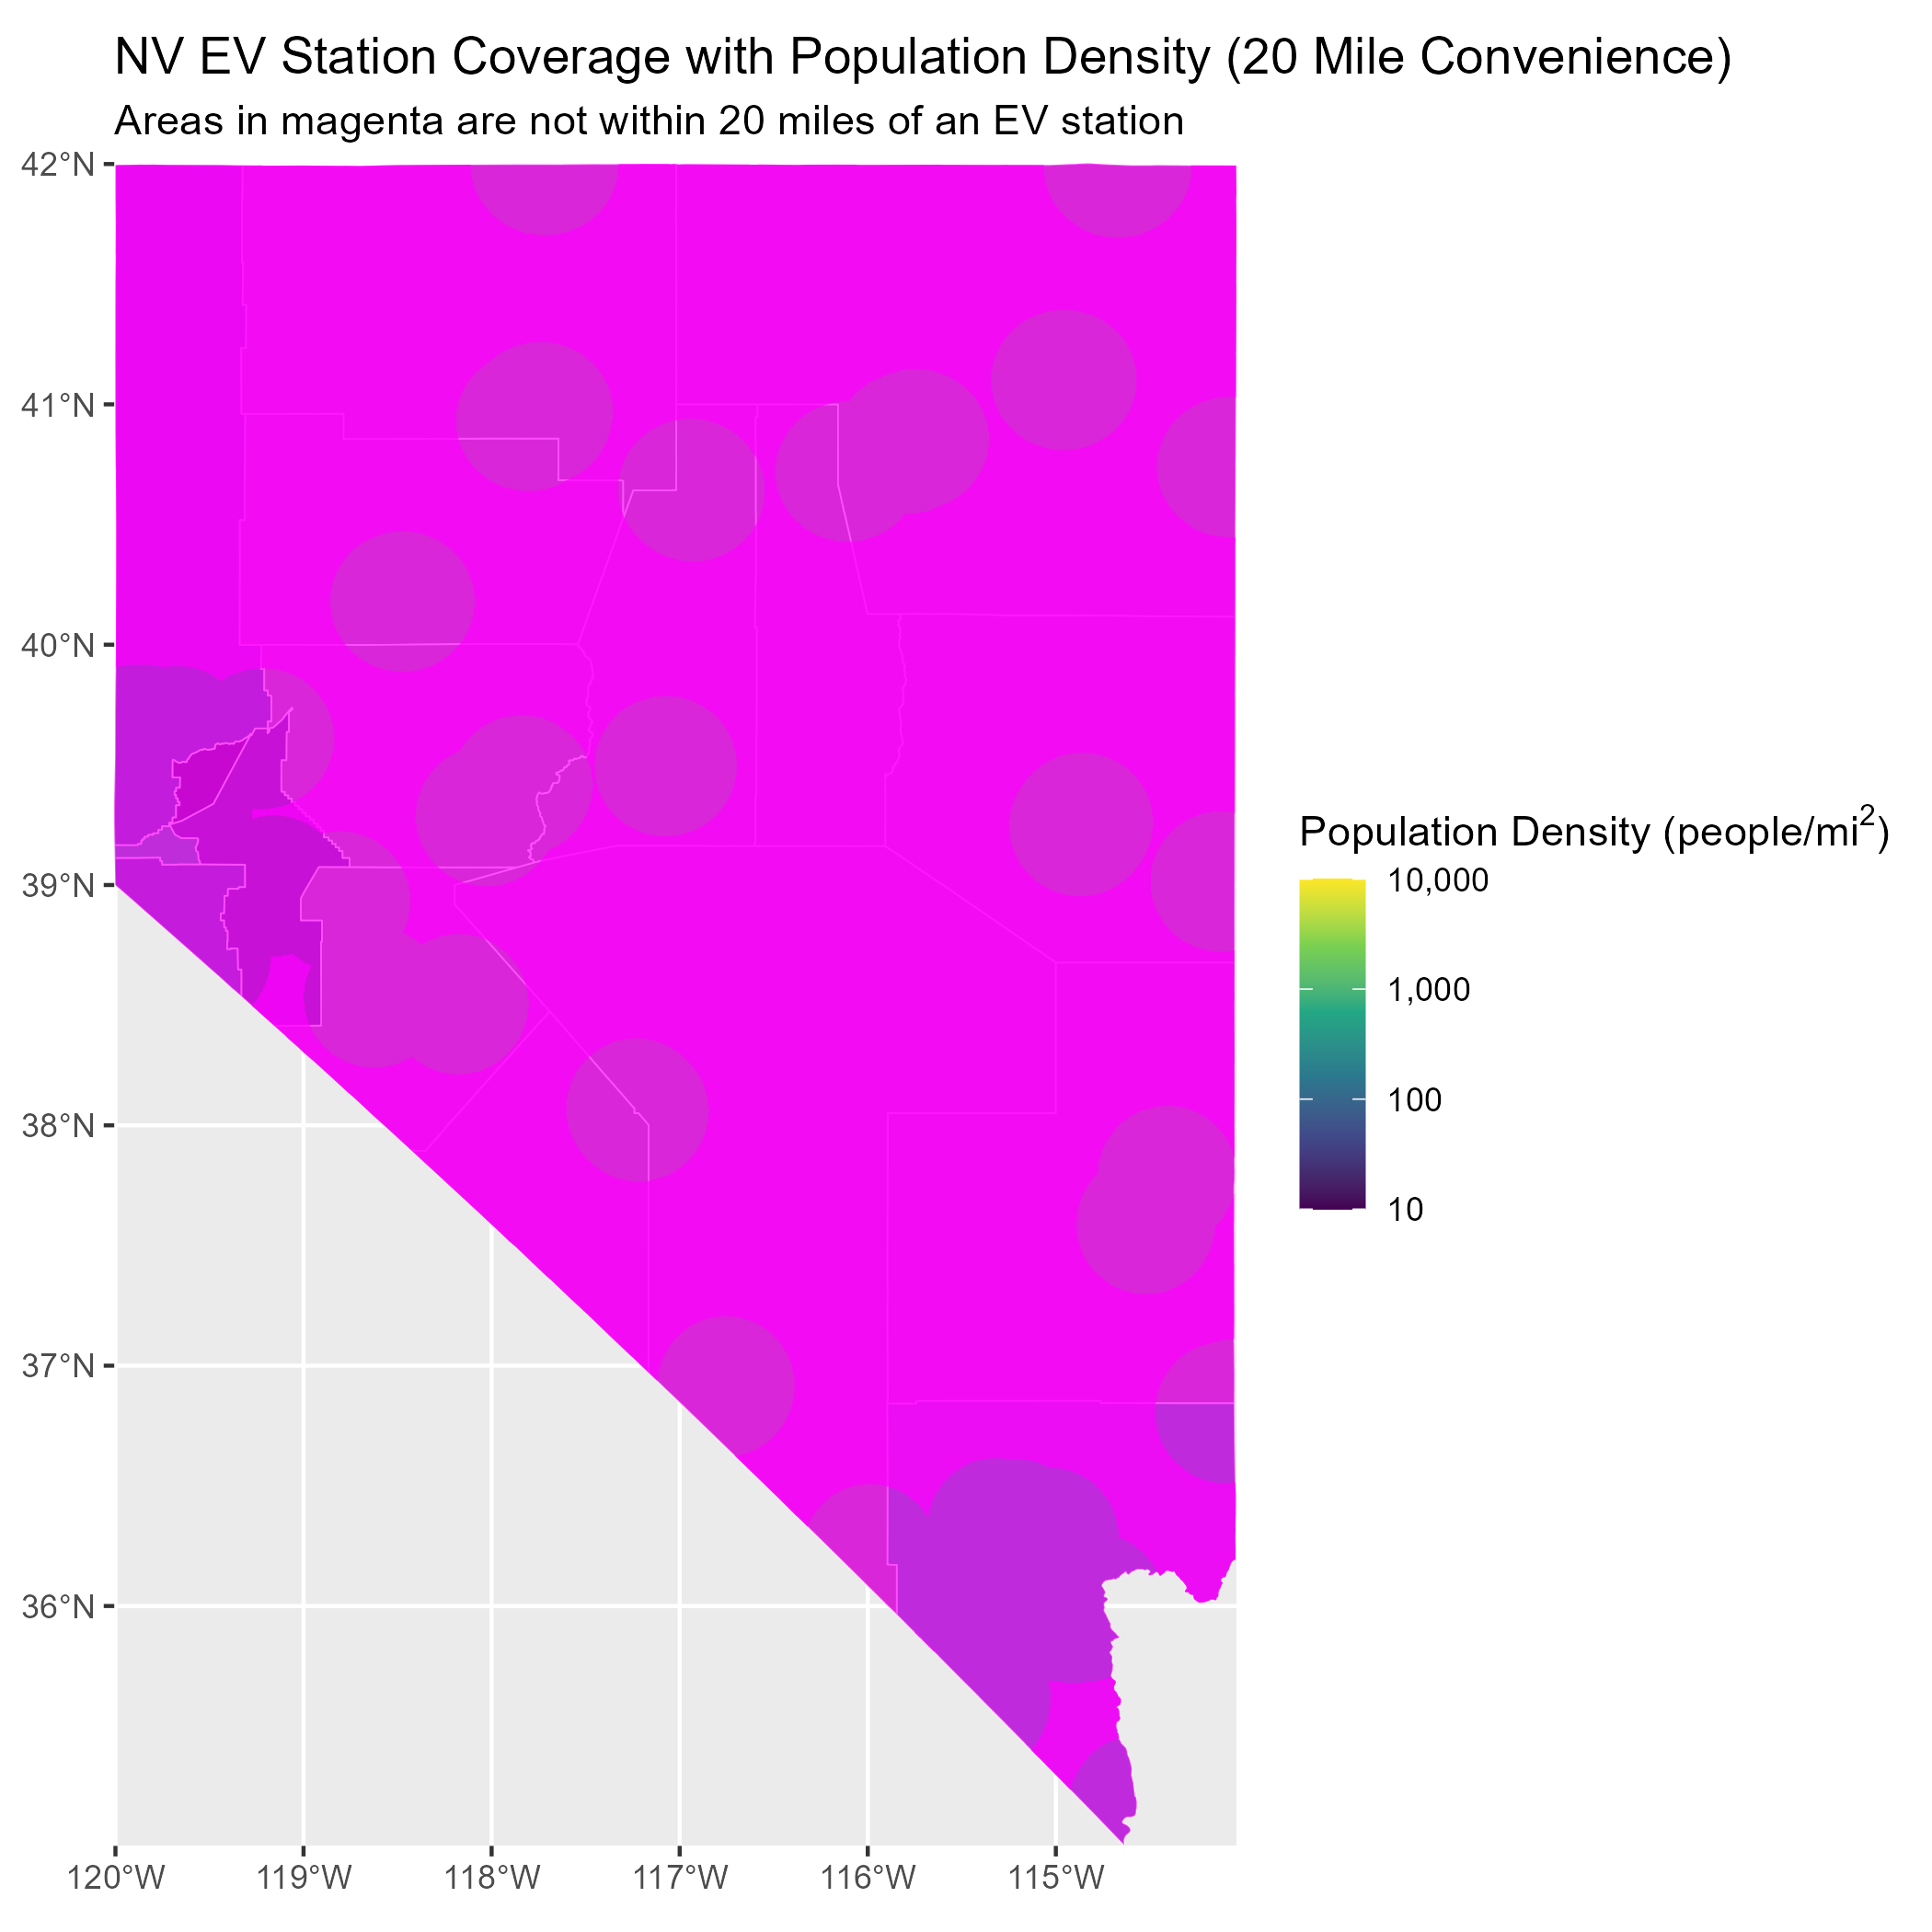 NV EV Station Coverage with Population Density (20 Mile Convenience)
Areas in magenta are not within 20 miles of an EV station
42°N
41°N
40°N
39°N
38°N
37°N
36°N
120°W
119°W
118°W
117°W
116°W
115°W
Population Density (people/mi²)
10,000
1,000
100
10